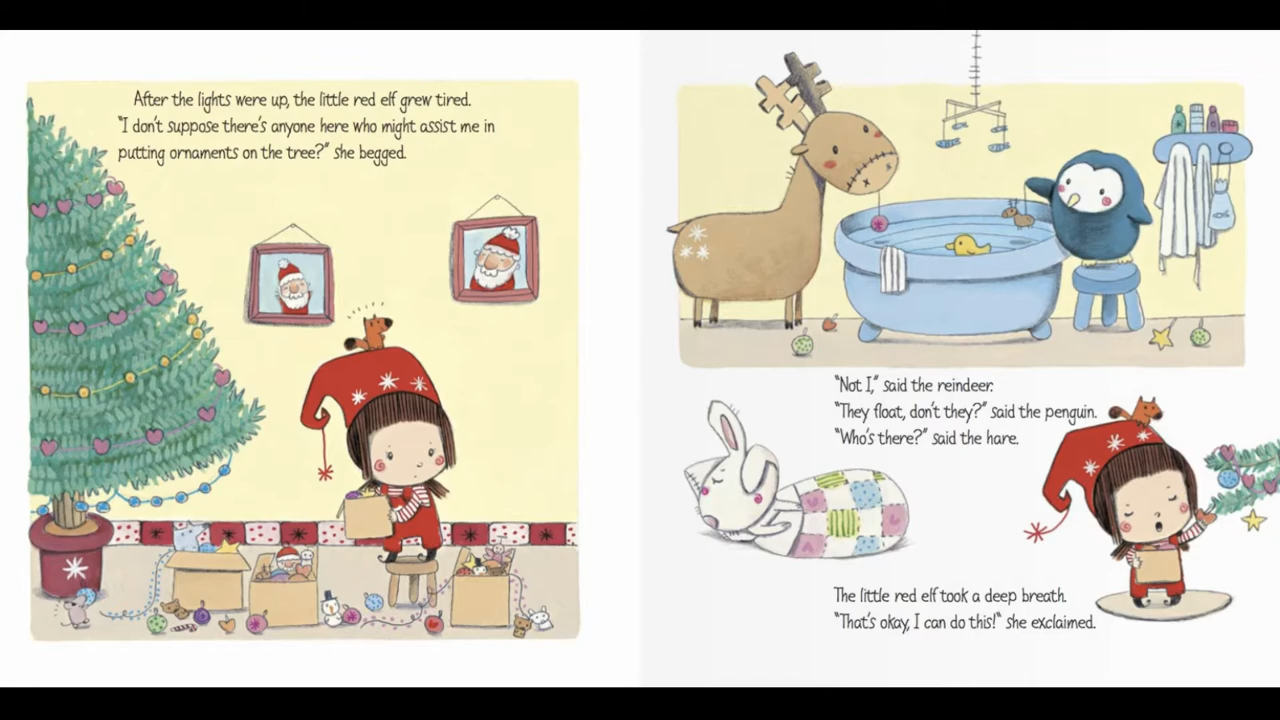 After the lights were up, the little red elf grew tired.
"I don't suppose there's anyone here who might assist me in
putting ornaments on the tree?" she begged.
"Not I," said the reindeer.
"They float, don't they?" said the penguin.
"Who's there?" said the hare.
The little red elf took a deep breath.
"That's okay, I can do this!" she exclaimed.